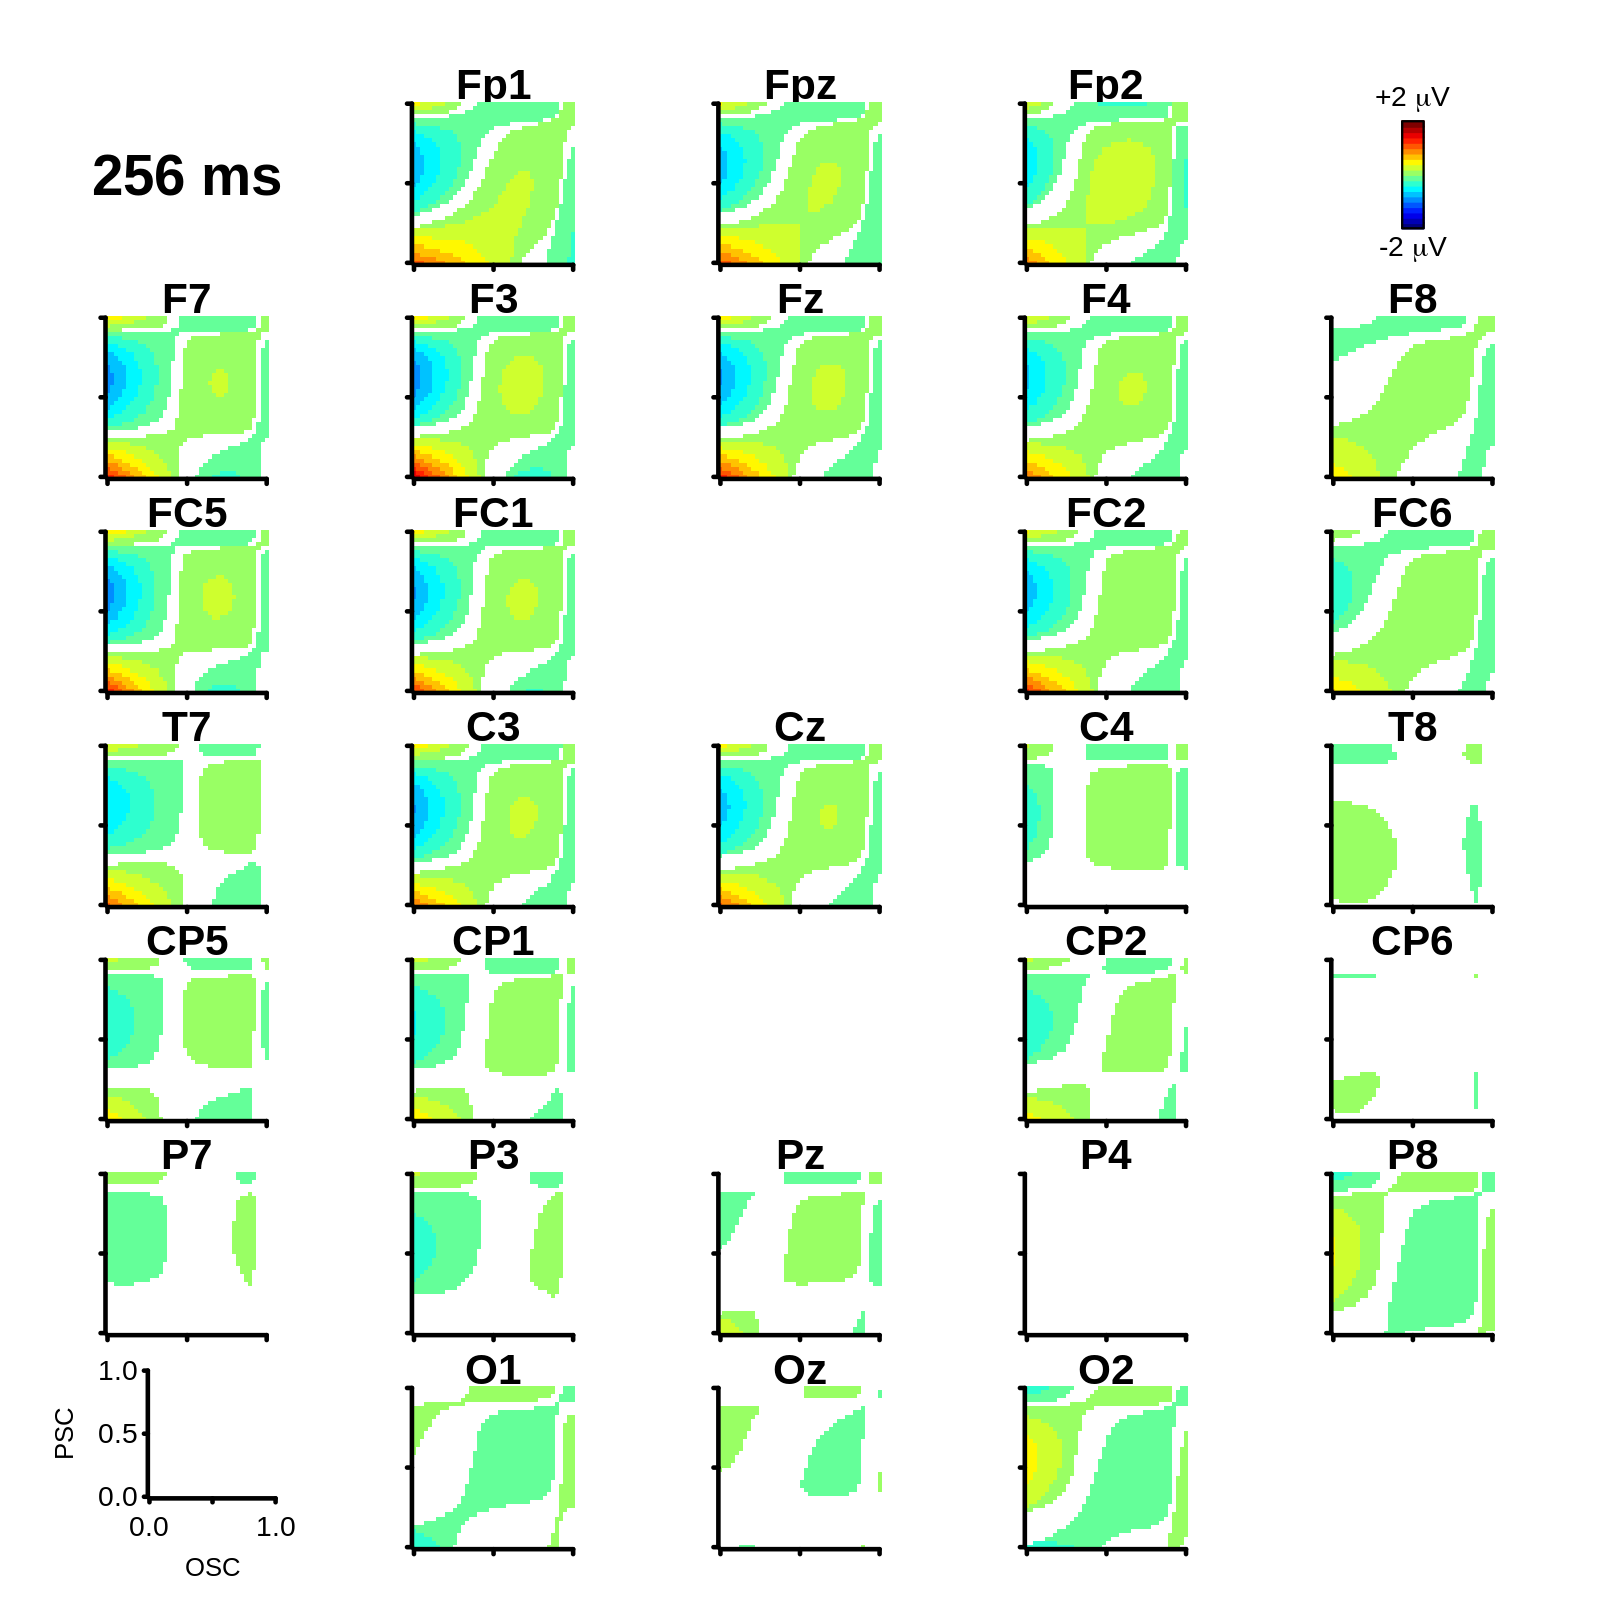 Fp1 Fpz Fp2
+2 μV
256 ms
-2 μV
F7 F3 Fz F4 F8
FC5 FC1 FC2 FC6
T7 C3 Cz C4 T8
CP5 CP1 CP2 CP6
P7 P3 Pz P4 P8
O1 Oz O2
1.0
0.5
0.0
PSC
0.0 1.0
OSC